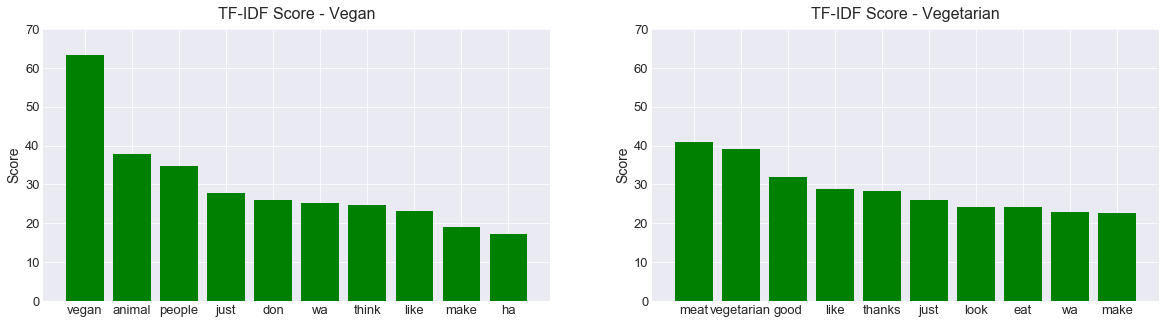 TF-IDF Score - Vegan
70
60
50
40
30
20
10
0
Score
vegan animal people just don wa think like make ha
TF-IDF Score - Vegetarian
70
60
50
40
30
20
10
0
Score
meat vegetarian good like thanks just look eat wa make